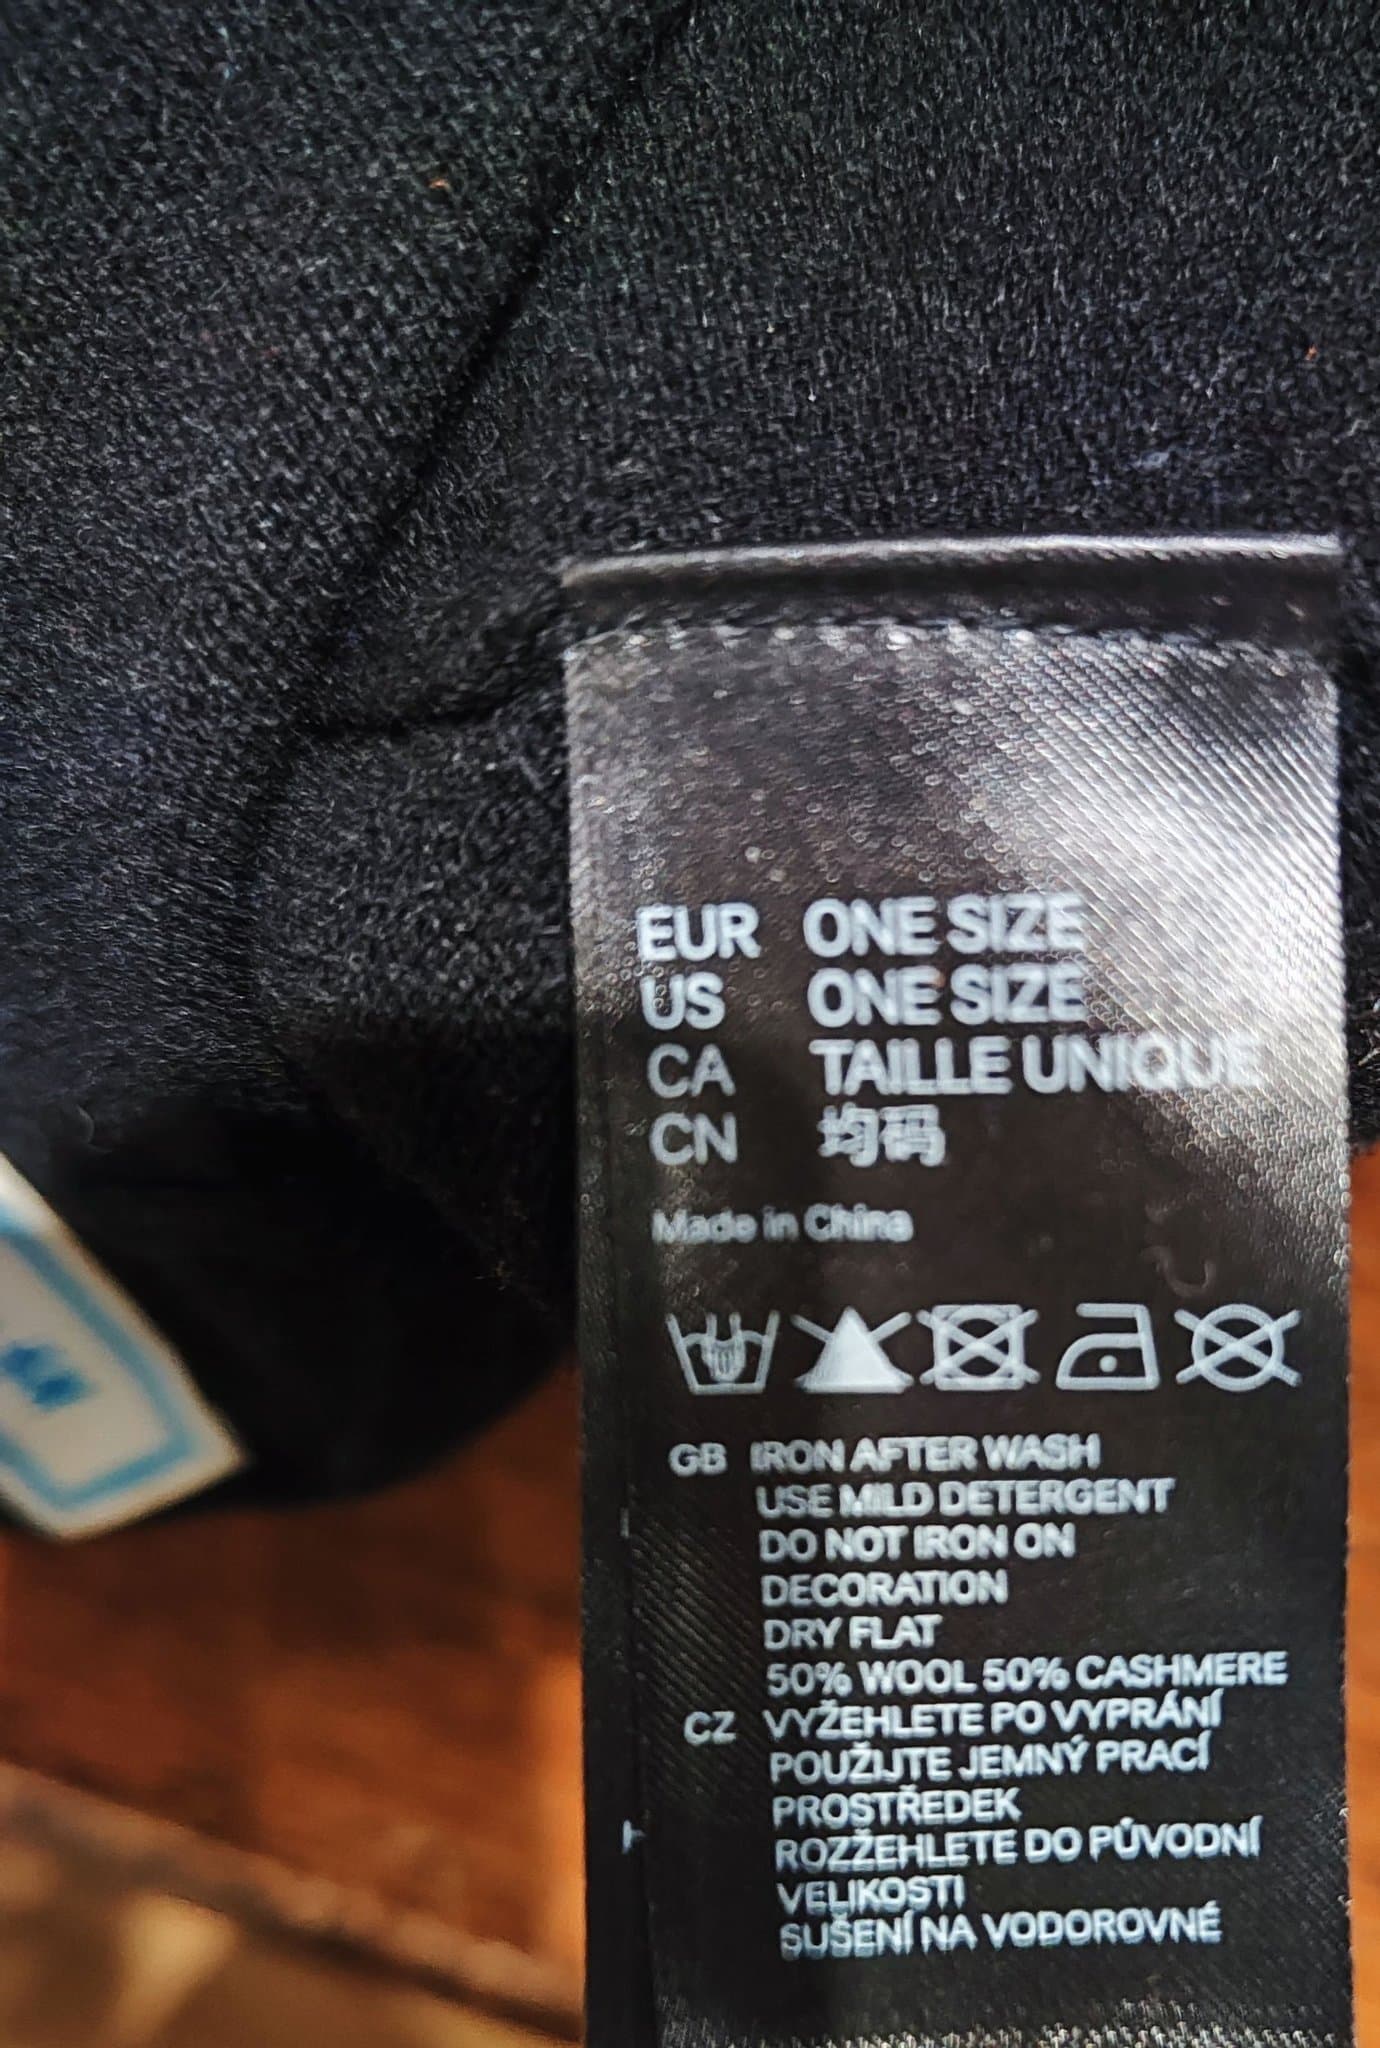 EUR ONE SIZE
US ONE SIZE
CA TAILLE UNIQUE
CN 均码
Made in China
GB IRON AFTER WASH
USE MILD DETERGENT
DO NOT IRON ON
DECORATION
DRY FLAT
50% WOOL 50% CASHMERE
CZ VYŽEHLETE PO VYPRÁNÍ
POUŽIJTE JEMNÝ PRACÍ
PROSTŘEDEK
ROZŽEHLETE DO PŮVODNÍ
VELIKOSTI
SUŠENÍ NA VODOROVNÉ